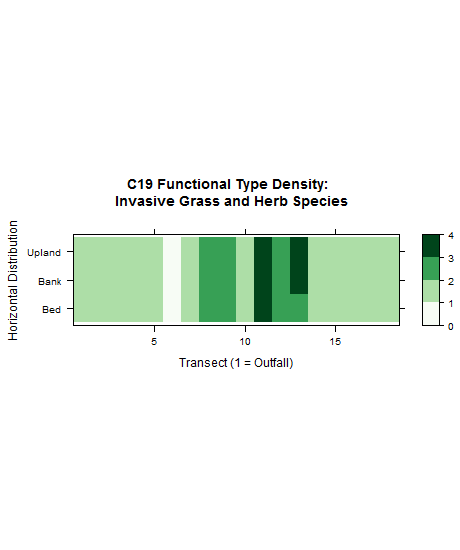 C19 Functional Type Density:
Invasive Grass and Herb Species
Horizontal Distribution
Upland
Bank
Bed
5 10 15
Transect (1 = Outfall)
4
3
2
1
0